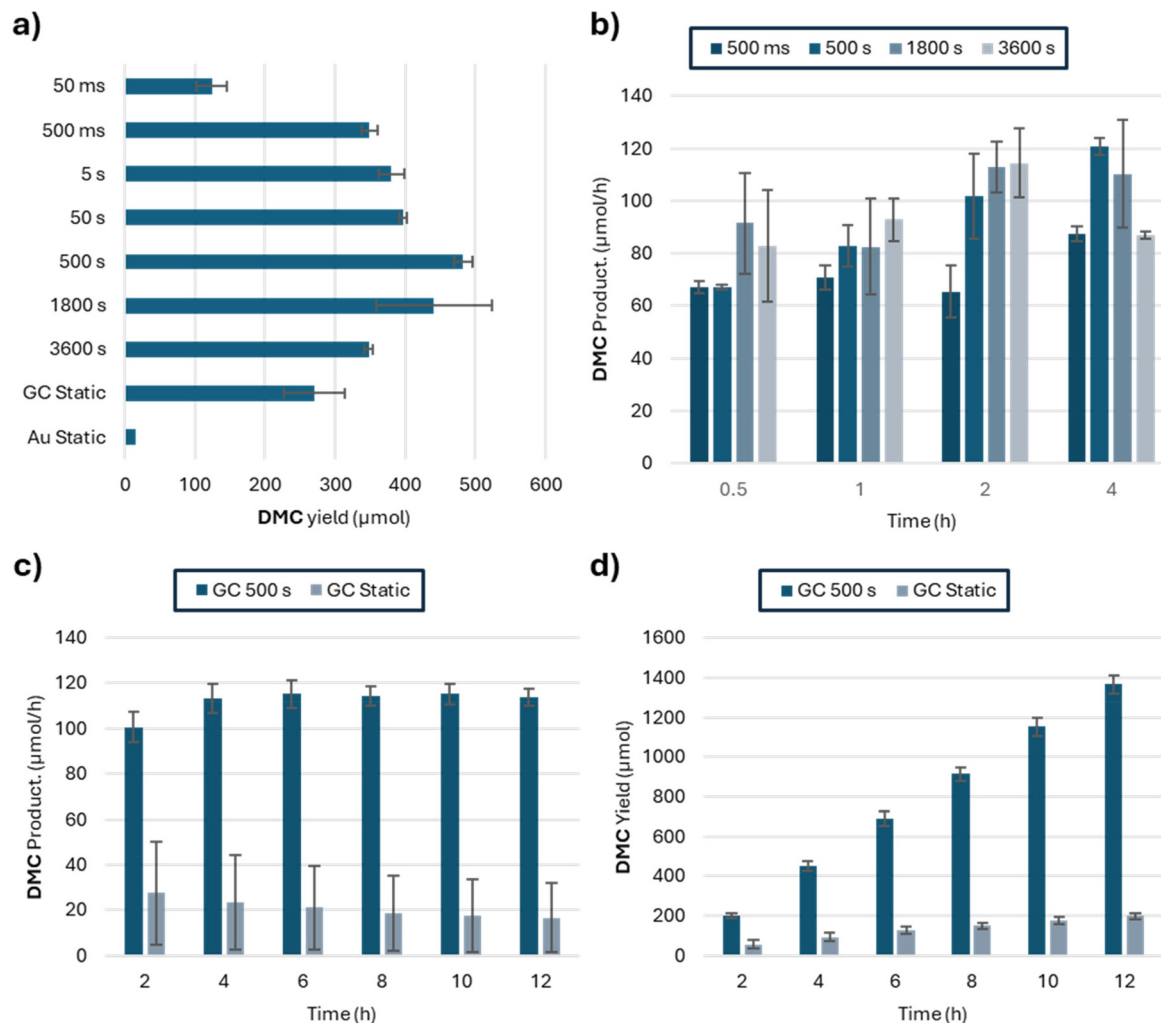 a)
50 ms
500 ms
5 s
50 s
500 s
1800 s
3600 s
GC Static
Au Static
0 100 200 300 400 500 600
DMC yield (µmol)
b)
500 ms 500 s 1800 s 3600 s
DMC Product. (µmol/h)
140
120
100
80
60
40
20
0
0.5 1 2 4
Time (h)
c)
GC 500 s GC Static
DMC Product. (µmol/h)
140
120
100
80
60
40
20
0
2 4 6 8 10 12
Time (h)
d)
GC 500 s GC Static
DMC Yield (µmol)
1600
1400
1200
1000
800
600
400
200
0
2 4 6 8 10 12
Time (h)